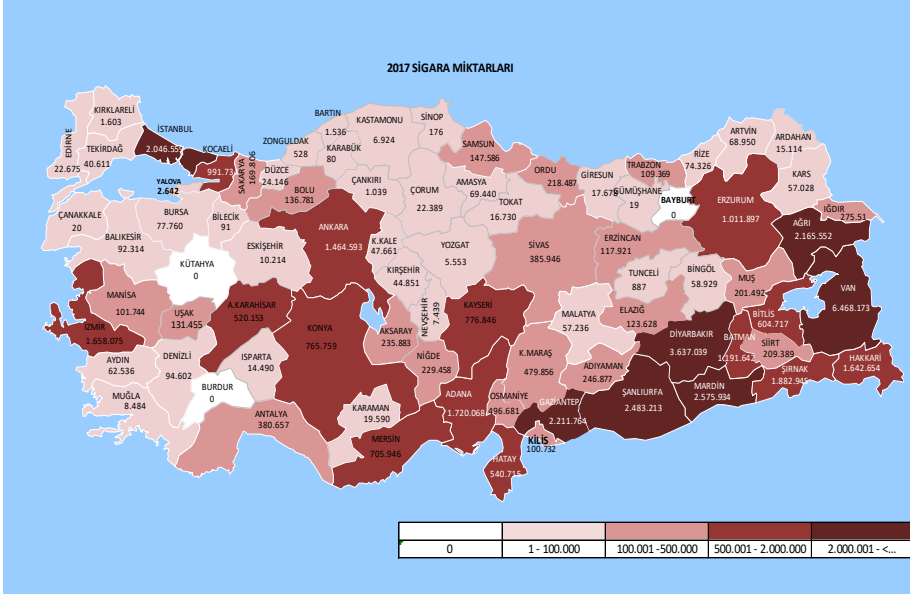 2017 SİGARA MİKTARLARI
KIRKLARELİ
1.603
EDİRNE
22.675
TEKİRDAĞ
40.611
İSTANBUL
KOCAELİ
SAKARYA
169.806
YALOVA
2.642
ZONGULDAK
528
DÜZCE
24.146
BOLU
136.781
BARTIN
1.536
KARABÜK
80
KASTAMONU
6.924
SİNOP
176
SAMSUN
147.586
ÇANKIRI
1.039
ÇORUM
22.389
AMASYA
69.440
TOKAT
16.730
ORDU
218.487
GİRESUN
17.678
GÜMÜŞHANE
19
TRABZON
109.369
RİZE
74.326
BAYBURT
0
ARTVİN
68.950
ARDAHAN
15.114
KARS
57.028
IĞDIR
275.51
AĞRI
2.165.552
ERZURUM
1.011.897
ERZİNCAN
117.921
ÇANAKKALE
20
BALIKESİR
92.314
BURSA
77.760
BİLECİK
91
KÜTAHYA
0
ESKİŞEHİR
10.214
ANKARA
1.464.593
K.KALE
47.661
KIRŞEHİR
44.851
YOZGAT
5.553
SİVAS
385.946
TUNCELİ
887
BİNGÖL
58.929
MUŞ
201.492
VAN
6.468.173
BİTLİS
604.717
MANİSA
101.744
UŞAK
131.455
A.KARAHİSAR
520.153
İZMİR
1.658.075
AYDIN
62.536
DENİZLİ
94.602
MUĞLA
8.484
BURDUR
0
ISPARTA
14.490
ANTALYA
380.657
KONYA
765.759
AKSARAY
235.883
NEVŞEHİR
7.439
NİĞDE
229.458
KAYSERİ
776.846
KARAMAN
19.590
MERSİN
705.946
ADANA
1.720.068
OSMANİYE
496.681
HATAY
540.715
K.MARAŞ
479.856
MALATYA
57.236
ELAZIĞ
123.628
ADIYAMAN
246.877
GAZİANTEP
2.211.764
KİLİS
100.732
ŞANLIURFA
2.483.213
DİYARBAKIR
3.637.039
MARDİN
2.575.934
BATMAN
1.191.642
SİİRT
209.389
ŞIRNAK
1.882.945
HAKKARİ
1.642.654
0
1 - 100.000
100.001 -500.000
500.001 - 2.000.000
2.000.001 - <...